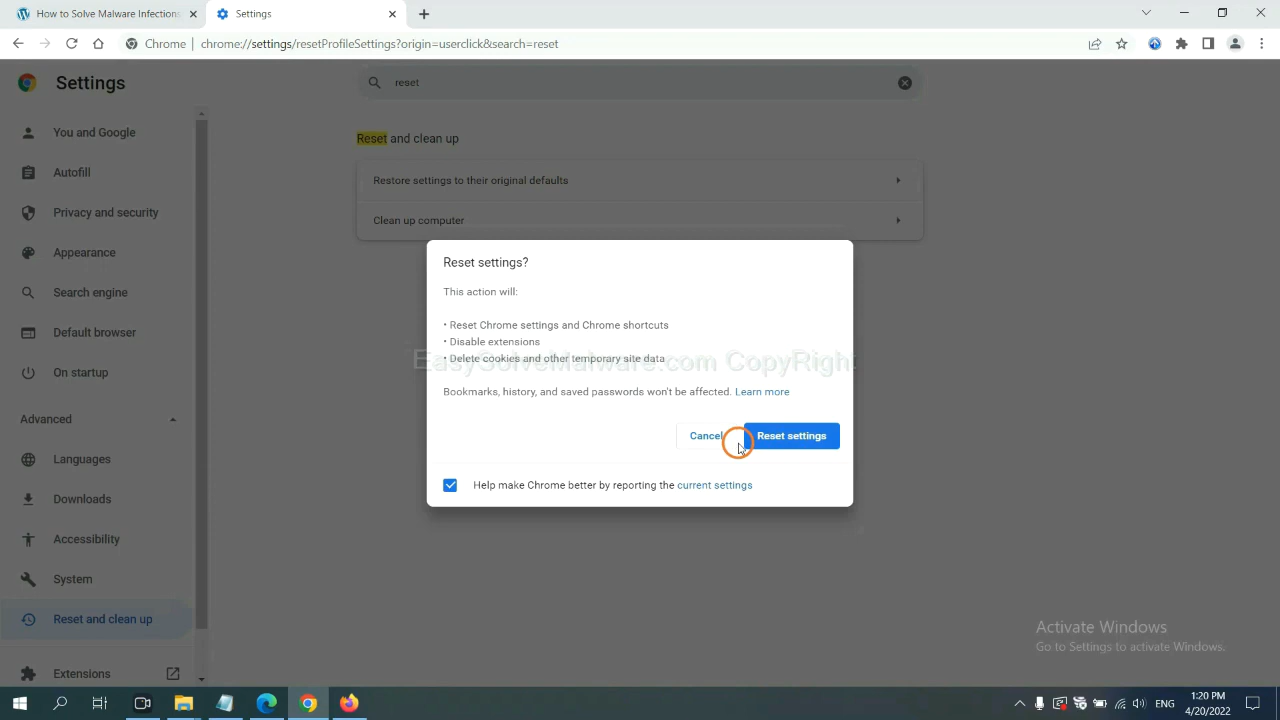 How to Solve Malware Infections
Settings
Chrome | chrome://settings/resetProfileSettings?origin=userclick&search=reset
Settings
reset
You and Google
Autofill
Privacy and security
Appearance
Search engine
Default browser
On startup
Advanced
Languages
Downloads
Accessibility
System
Reset and clean up
Extensions
Reset and clean up
Restore settings to their original defaults
Clean up computer
Reset settings?
This action will:
• Reset Chrome settings and Chrome shortcuts
• Disable extensions
• Delete cookies and other temporary site data
EasySolveMalware.com CopyRight
Bookmarks, history, and saved passwords won't be affected. Learn more
Cancel
Reset settings
Help make Chrome better by reporting the current settings
Activate Windows
Go to Settings to activate Windows.
ENG
1:20 PM
4/20/2022